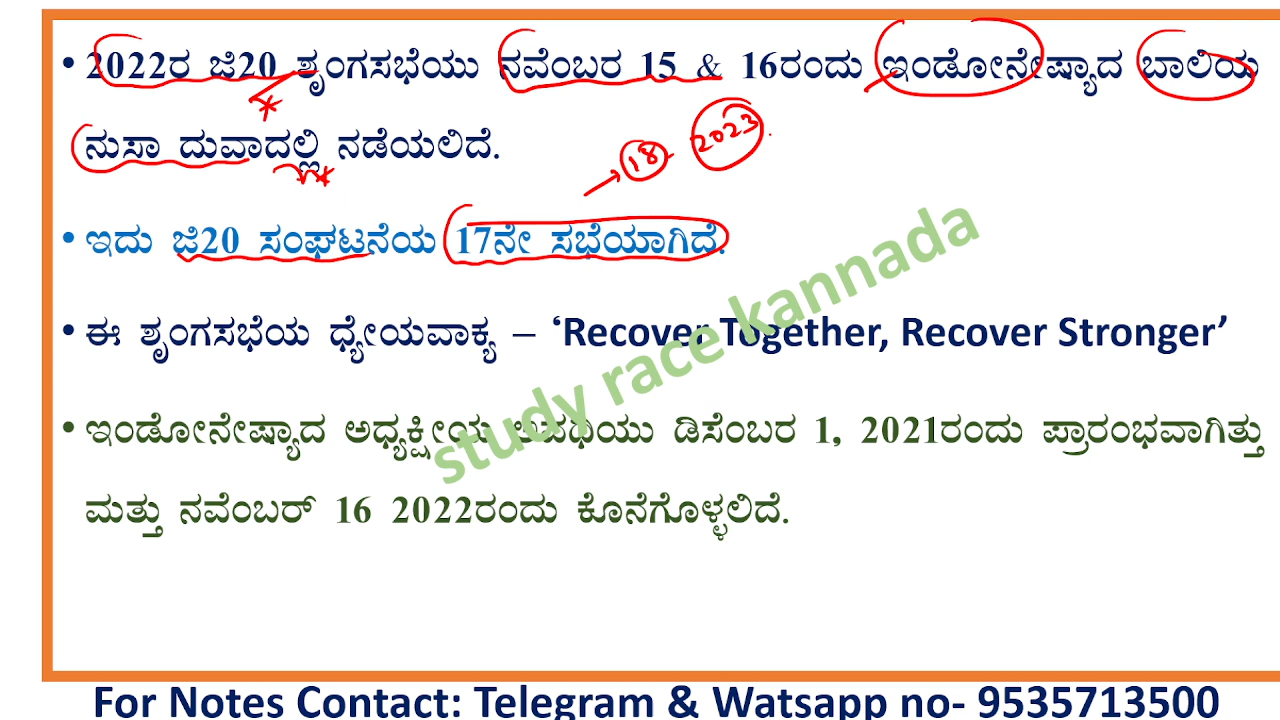 • 2022ರ ಜಿ20 ಶೃಂಗಸಭೆಯು ನವೆಂಬರ 15 & 16ರಂದು ಇಂಡೋನೇಷ್ಯಾದ ಬಾಲಿಯ
ನುಸಾ ದುವಾದಲ್ಲಿ ನಡೆಯಲಿದೆ.
→ 18 2023
• ಇದು ಜಿ20 ಸಂಘಟನೆಯ 17ನೇ ಸಭೆಯಾಗಿದೆ.
• ಈ ಶೃಂಗಸಭೆಯ ಧ್ಯೇಯವಾಕ್ಯ – ‘Recover Together, Recover Stronger’
• ಇಂಡೋನೇಷ್ಯಾದ ಅಧ್ಯಕ್ಷೀಯ ಅವಧಿಯು ಡಿಸೆಂಬರ 1, 2021ರಂದು ಪ್ರಾರಂಭವಾಗಿತ್ತು
ಮತ್ತು ನವೆಂಬರ್ 16 2022ರಂದು ಕೊನೆಗೊಳ್ಳಲಿದೆ.
study race kannada
For Notes Contact: Telegram & Watsapp no- 9535713500